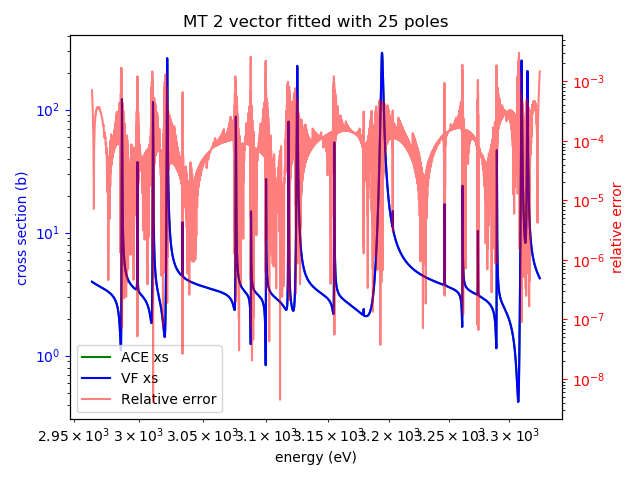 MT 2 vector fitted with 25 poles
10²
10¹
10⁰
cross section (b)
10⁻³
10⁻⁴
10⁻⁵
10⁻⁶
10⁻⁷
10⁻⁸
relative error
ACE xs
VF xs
Relative error
2.95 × 10³ 3 × 10³ 3.05 × 10³ 3.1 × 10³ 3.15 × 10³ 3.2 × 10³ 3.25 × 10³ 3.3 × 10³
energy (eV)